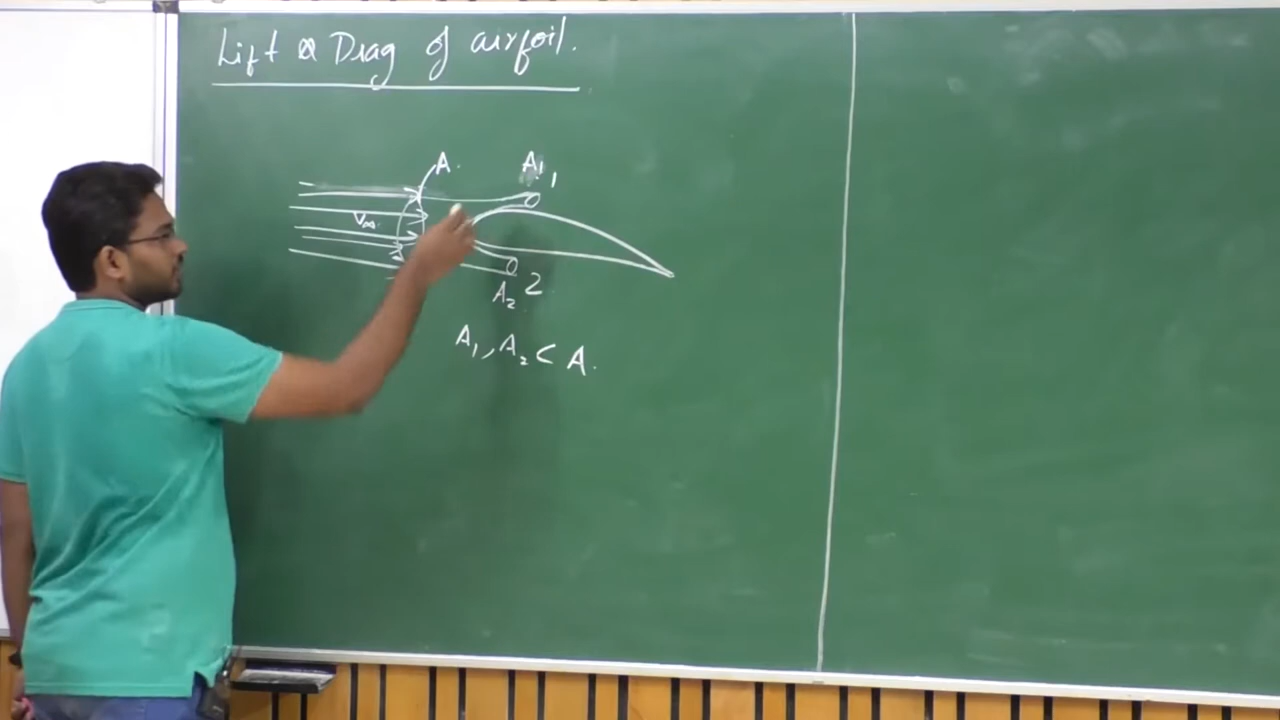 Lift & Drag of airfoil.
A.
A1, 1
V∞
A2 2
A1, A2 < A.